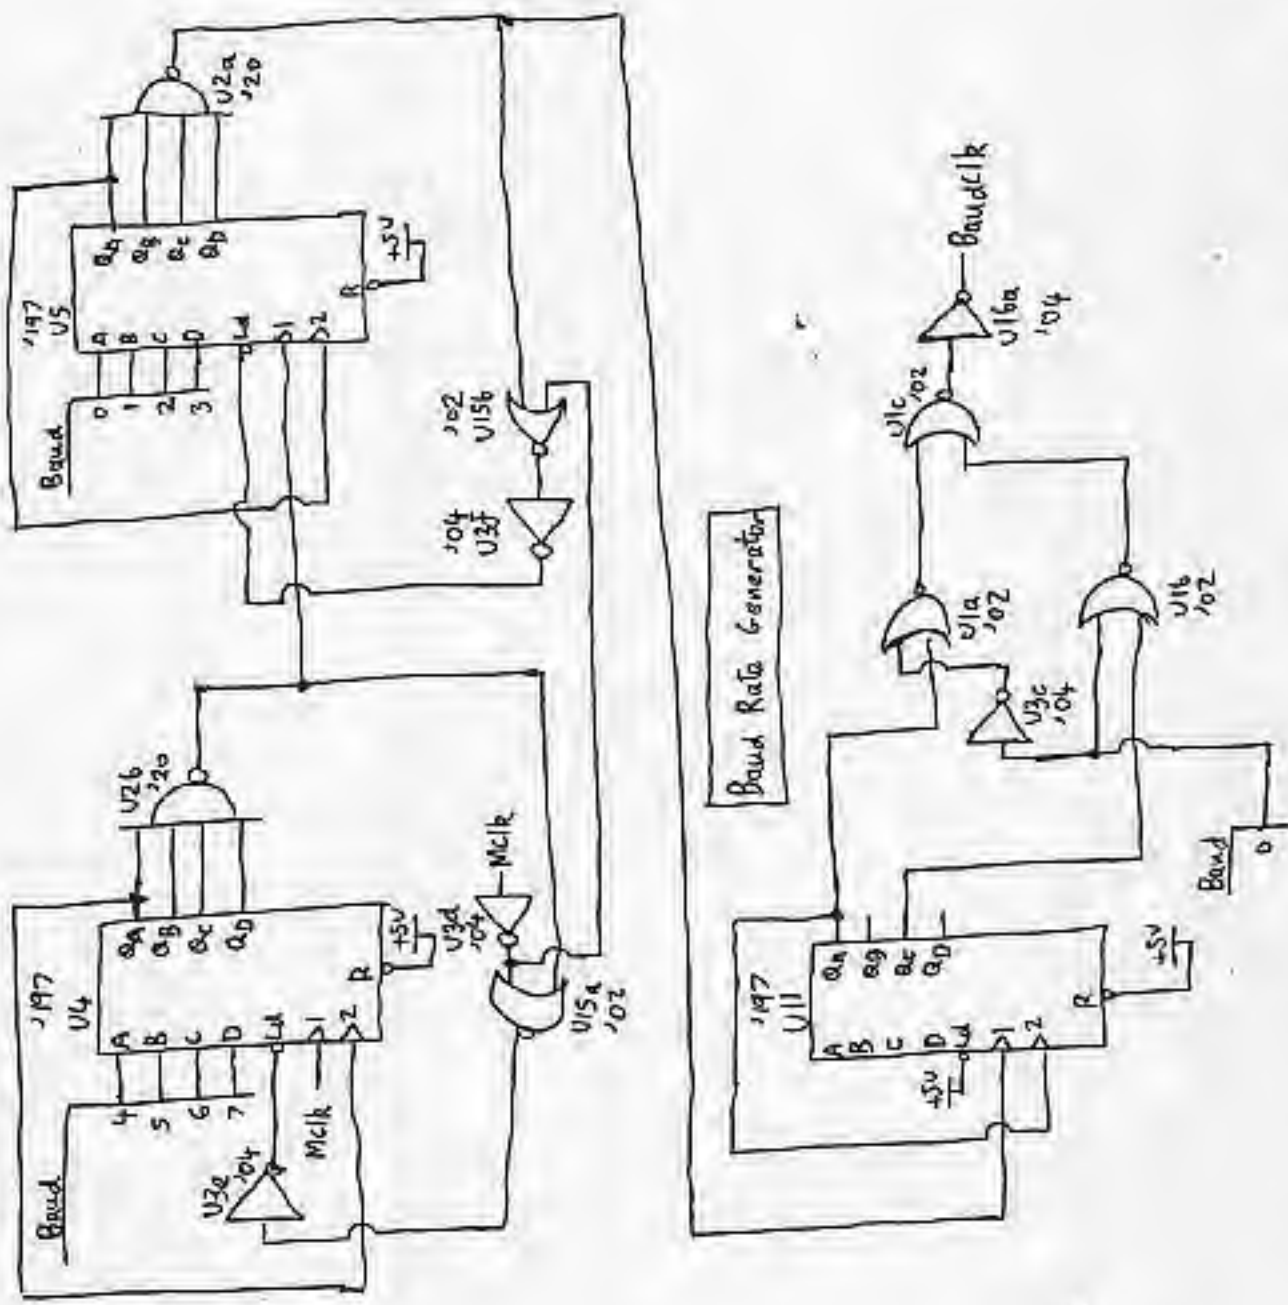 Baud
4
5
6
7
'197
U4
A
B
C
D
Ld
1
2
QA
QB
QC
QD
R
+5V
U2b
'20
U3e
'04
Mclk
U3d
'04
Mclk
U15a
'02
Baud
0
1
2
3
'197
U5
A
B
C
D
Ld
1
2
QA
QB
QC
QD
R
+5V
U2a
'20
'04
U3f
'02
U15b
Baud Rate Generator
'197
U11
A
B
C
D
Ld
1
2
QA
QB
QC
QD
R
+5V
+5V
Baud
0
U3c
'04
U1a
'02
U1b
'02
U1c
'02
U16a
'04
BaudClk